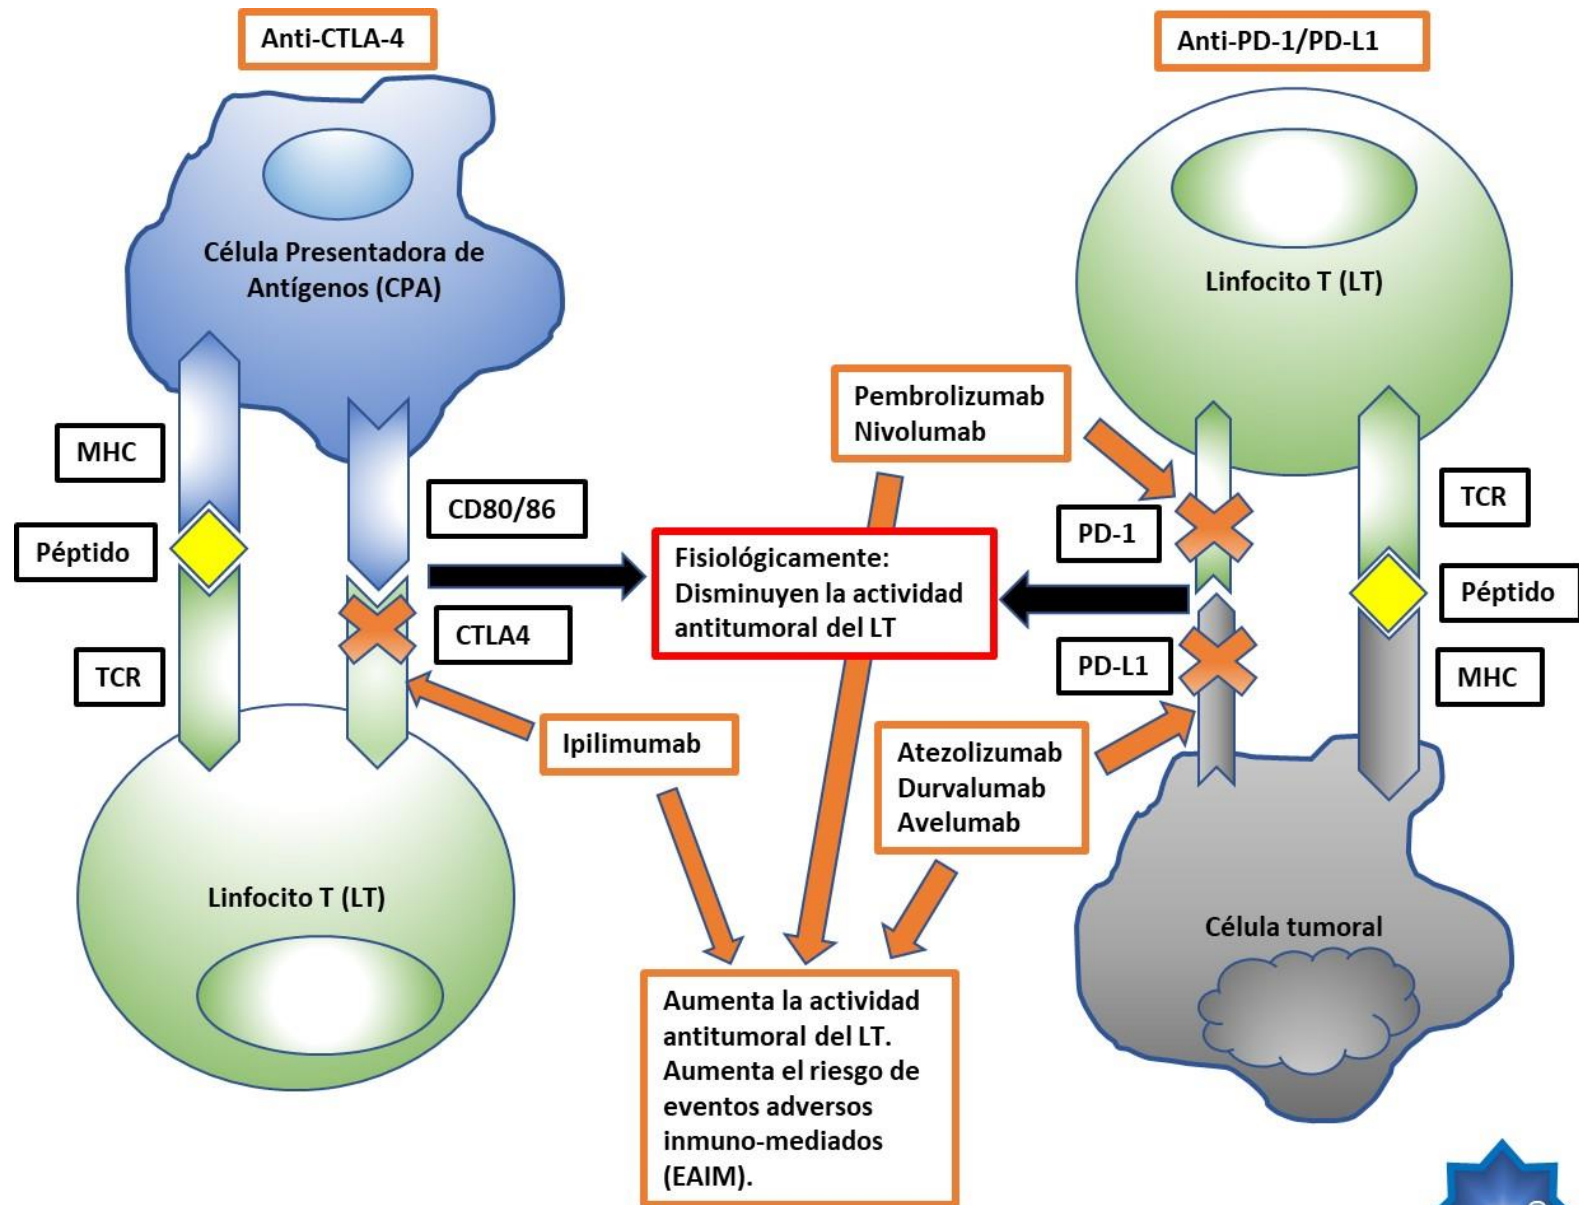 Anti-CTLA-4
Célula Presentadora de
Antígenos (CPA)
MHC
Péptido
TCR
CD80/86
CTLA4
Ipilimumab
Linfocito T (LT)
Fisiológicamente:
Disminuyen la actividad
antitumoral del LT
Anti-PD-1/PD-L1
Linfocito T (LT)
Pembrolizumab
Nivolumab
PD-1
PD-L1
TCR
Péptido
MHC
Atezolizumab
Durvalumab
Avelumab
Célula tumoral
Aumenta la actividad
antitumoral del LT.
Aumenta el riesgo de
eventos adversos
inmuno-mediados
(EAIM).
®